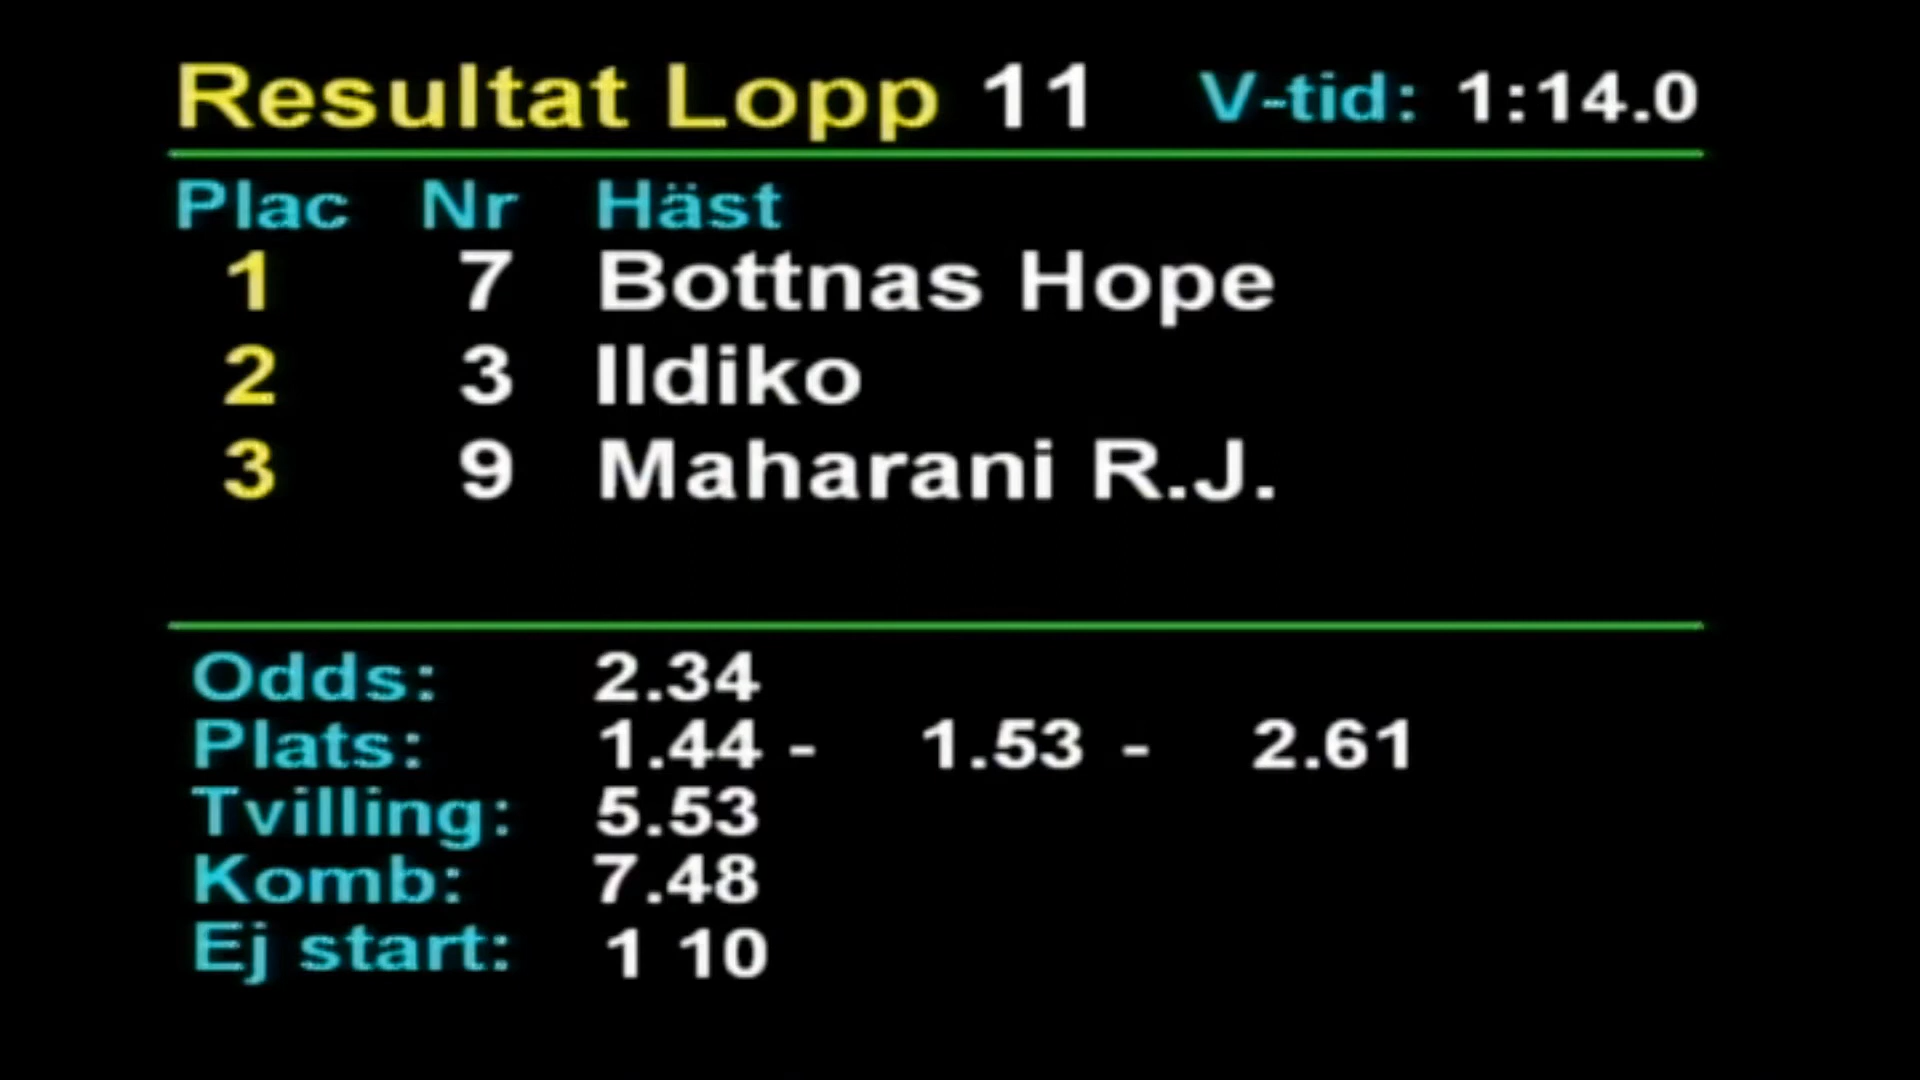 Resultat Lopp 11 V-tid: 1:14.0
Plac Nr Häst
1 7 Bottnas Hope
2 3 Ildiko
3 9 Maharani R.J.
Odds: 2.34
Plats: 1.44 - 1.53 - 2.61
Tvilling: 5.53
Komb: 7.48
Ej start: 1 10